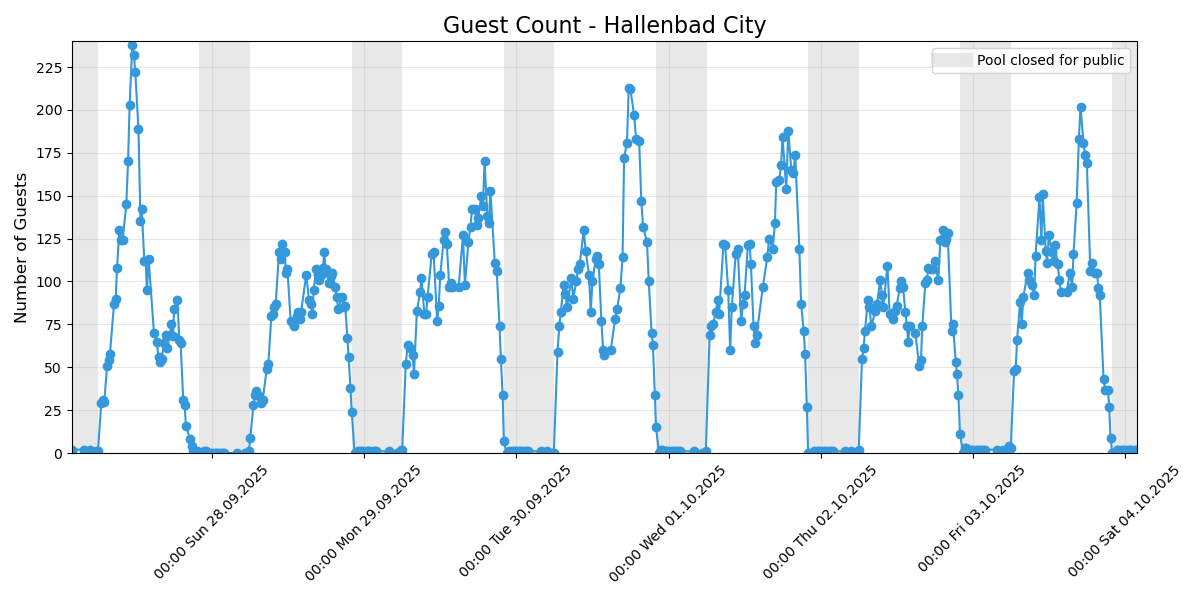 Guest Count - Hallenbad City
Pool closed for public
Number of Guests
225
200
175
150
125
100
75
50
25
0
00:00 Sun 28.09.2025
00:00 Mon 29.09.2025
00:00 Tue 30.09.2025
00:00 Wed 01.10.2025
00:00 Thu 02.10.2025
00:00 Fri 03.10.2025
00:00 Sat 04.10.2025